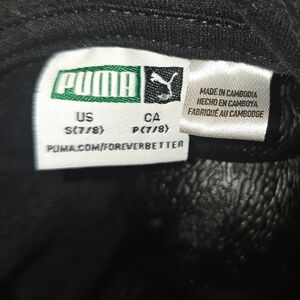 PUMA
US CA
S(7/8) P(7/8)
PUMA.COM/FOREVERBETTER
MADE IN CAMBODIA
HECHO EN CAMBOYA
FABRIQUÉ AU CAMBODGE